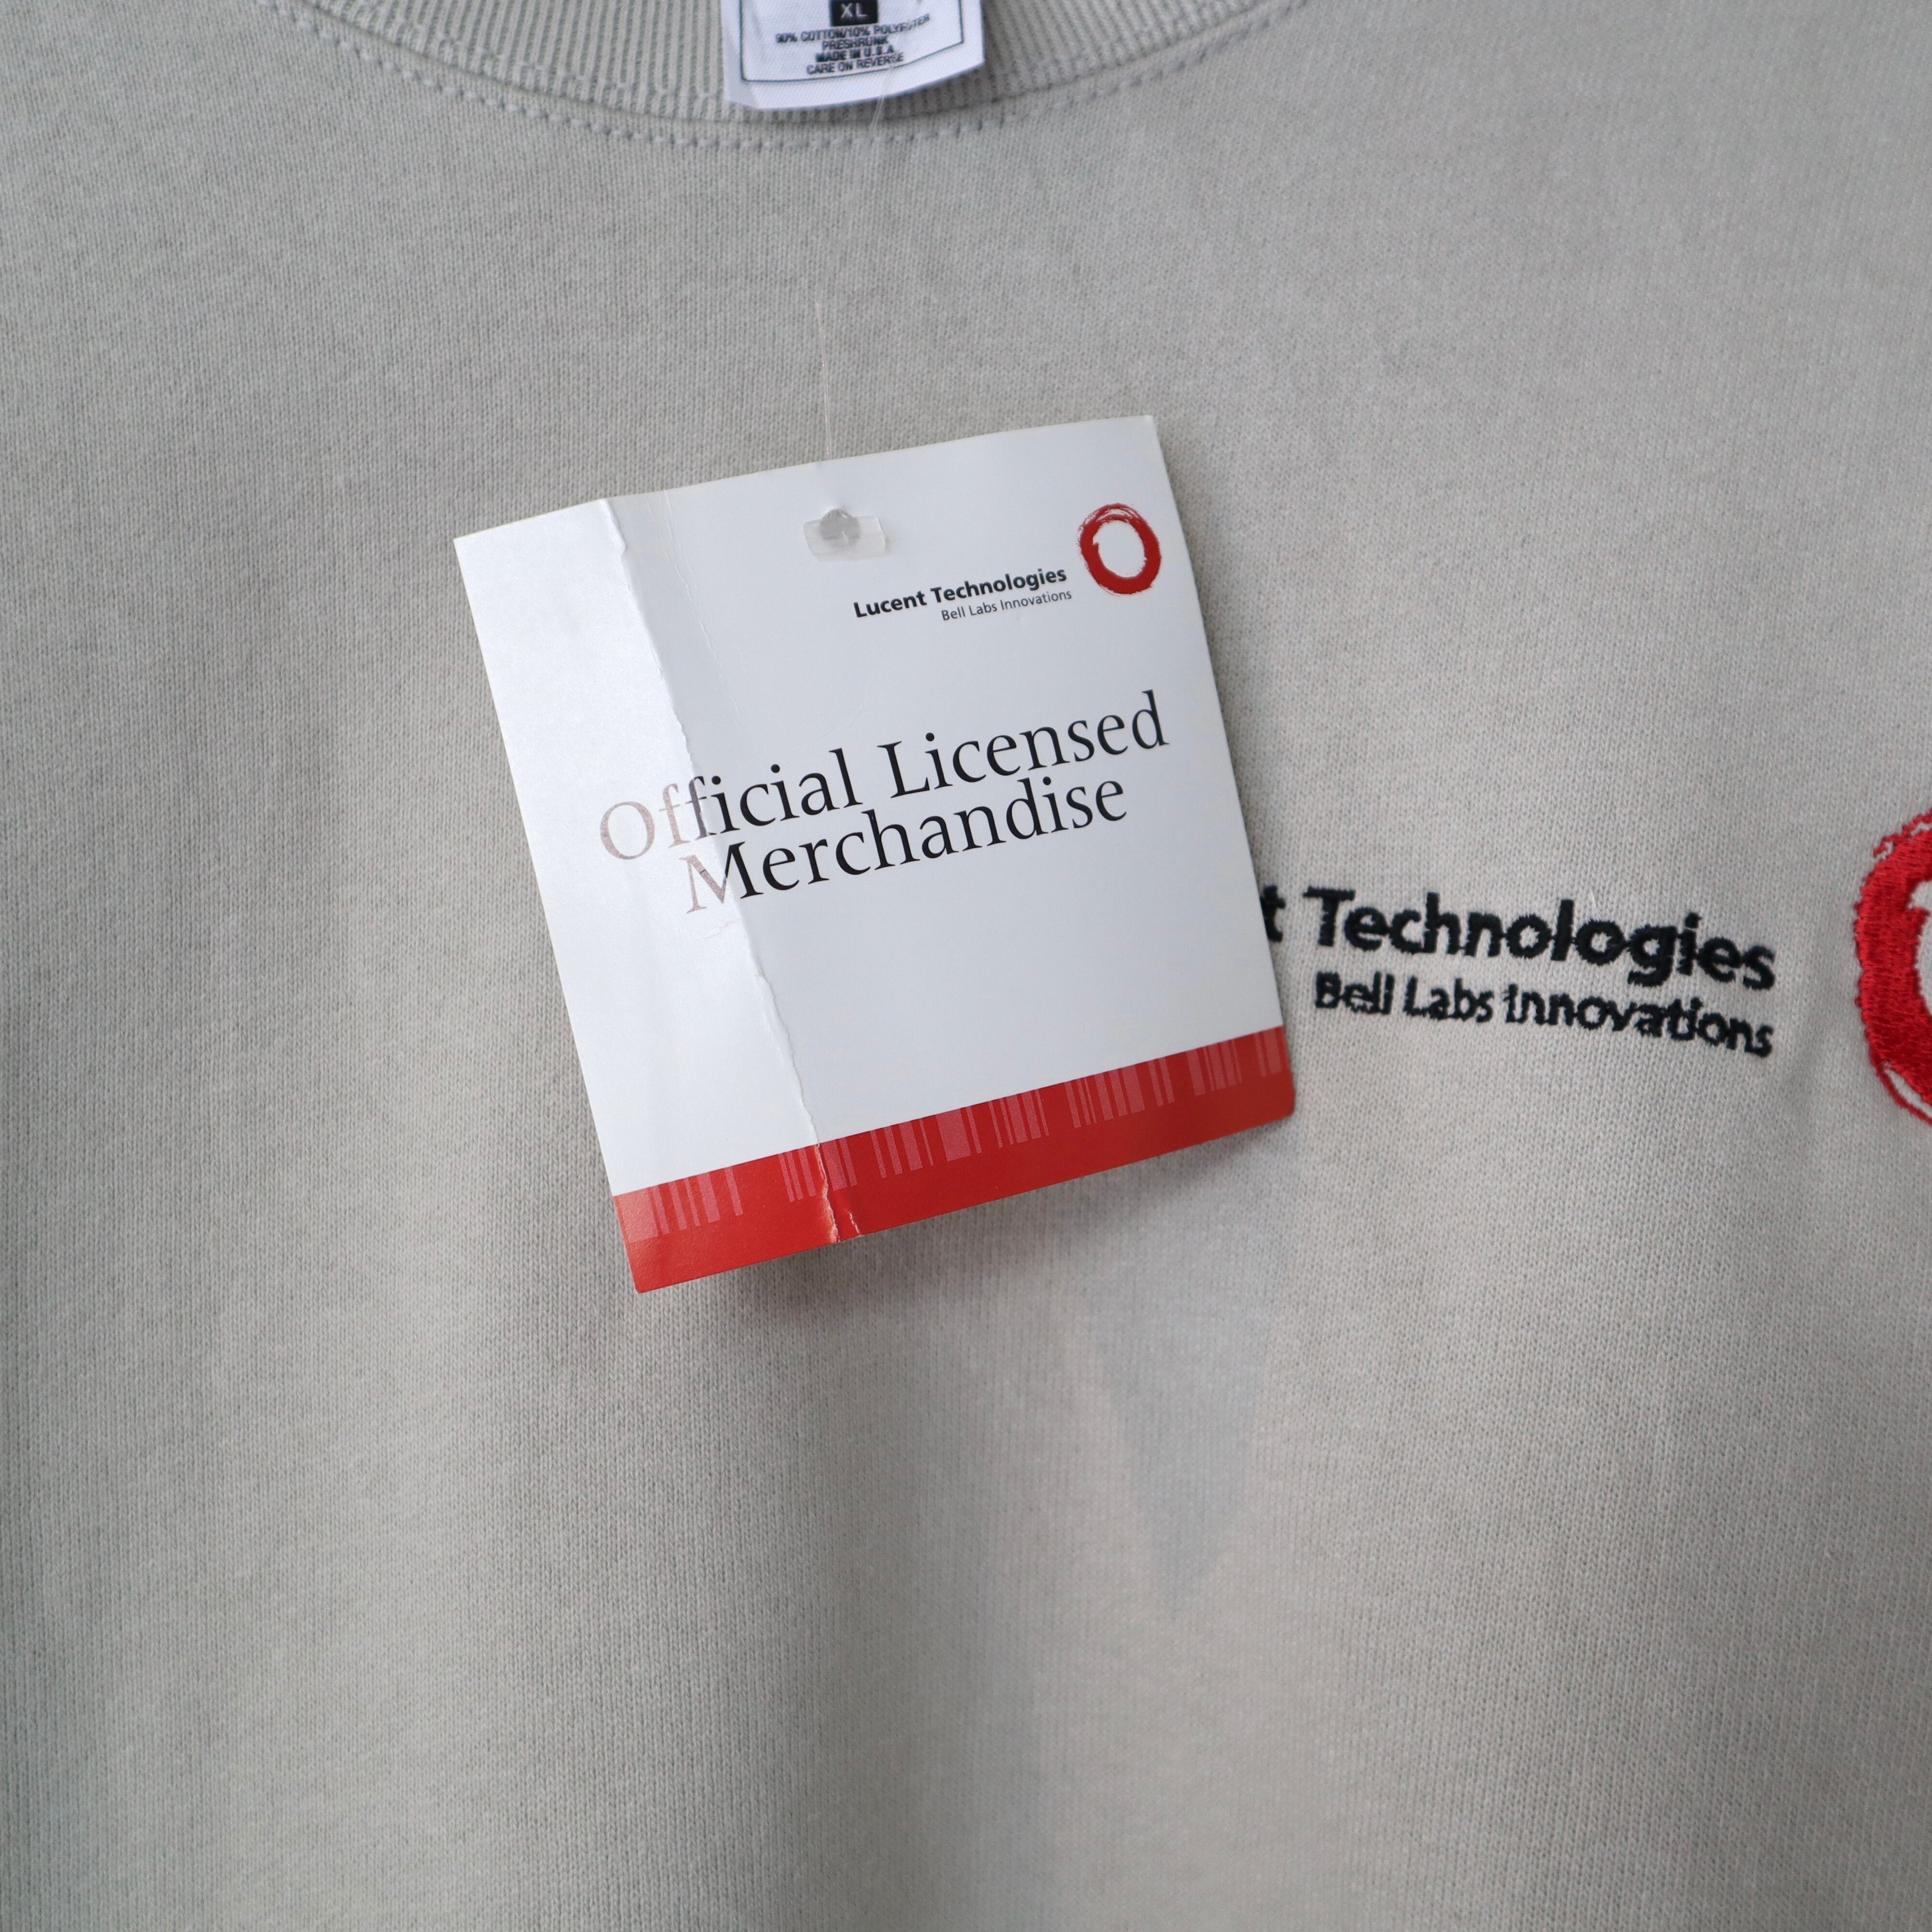 XL
90% COTTON/10% POLYESTER
PRESHRUNK
MADE IN U.S.A.
CARE ON REVERSE
Lucent Technologies
Bell Labs Innovations
Official Licensed
Merchandise
t Technologies
Bell Labs Innovations